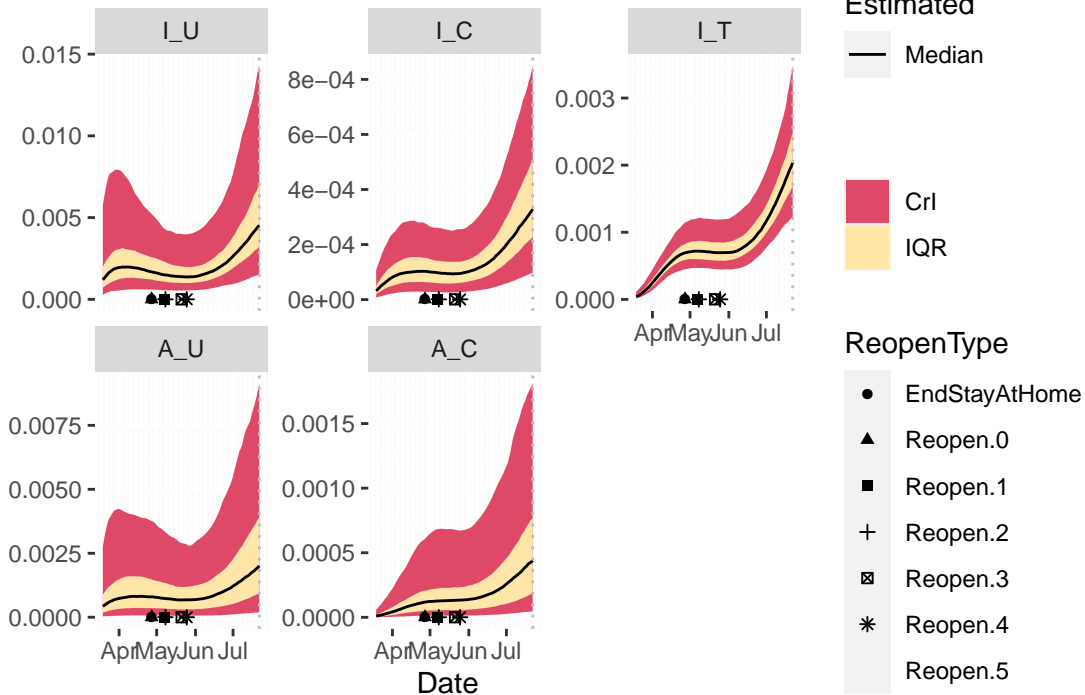 Estimated
Median
CrI
IQR
ReopenType
EndStayAtHome
Reopen.0
Reopen.1
Reopen.2
Reopen.3
Reopen.4
Reopen.5
I_U
0.015
0.010
0.005
0.000
I_C
8e−04
6e−04
4e−04
2e−04
0e+00
I_T
0.003
0.002
0.001
0.000
Apr May Jun Jul
A_U
0.0075
0.0050
0.0025
0.0000
Apr May Jun Jul
A_C
0.0015
0.0010
0.0005
0.0000
Apr May Jun Jul
Date